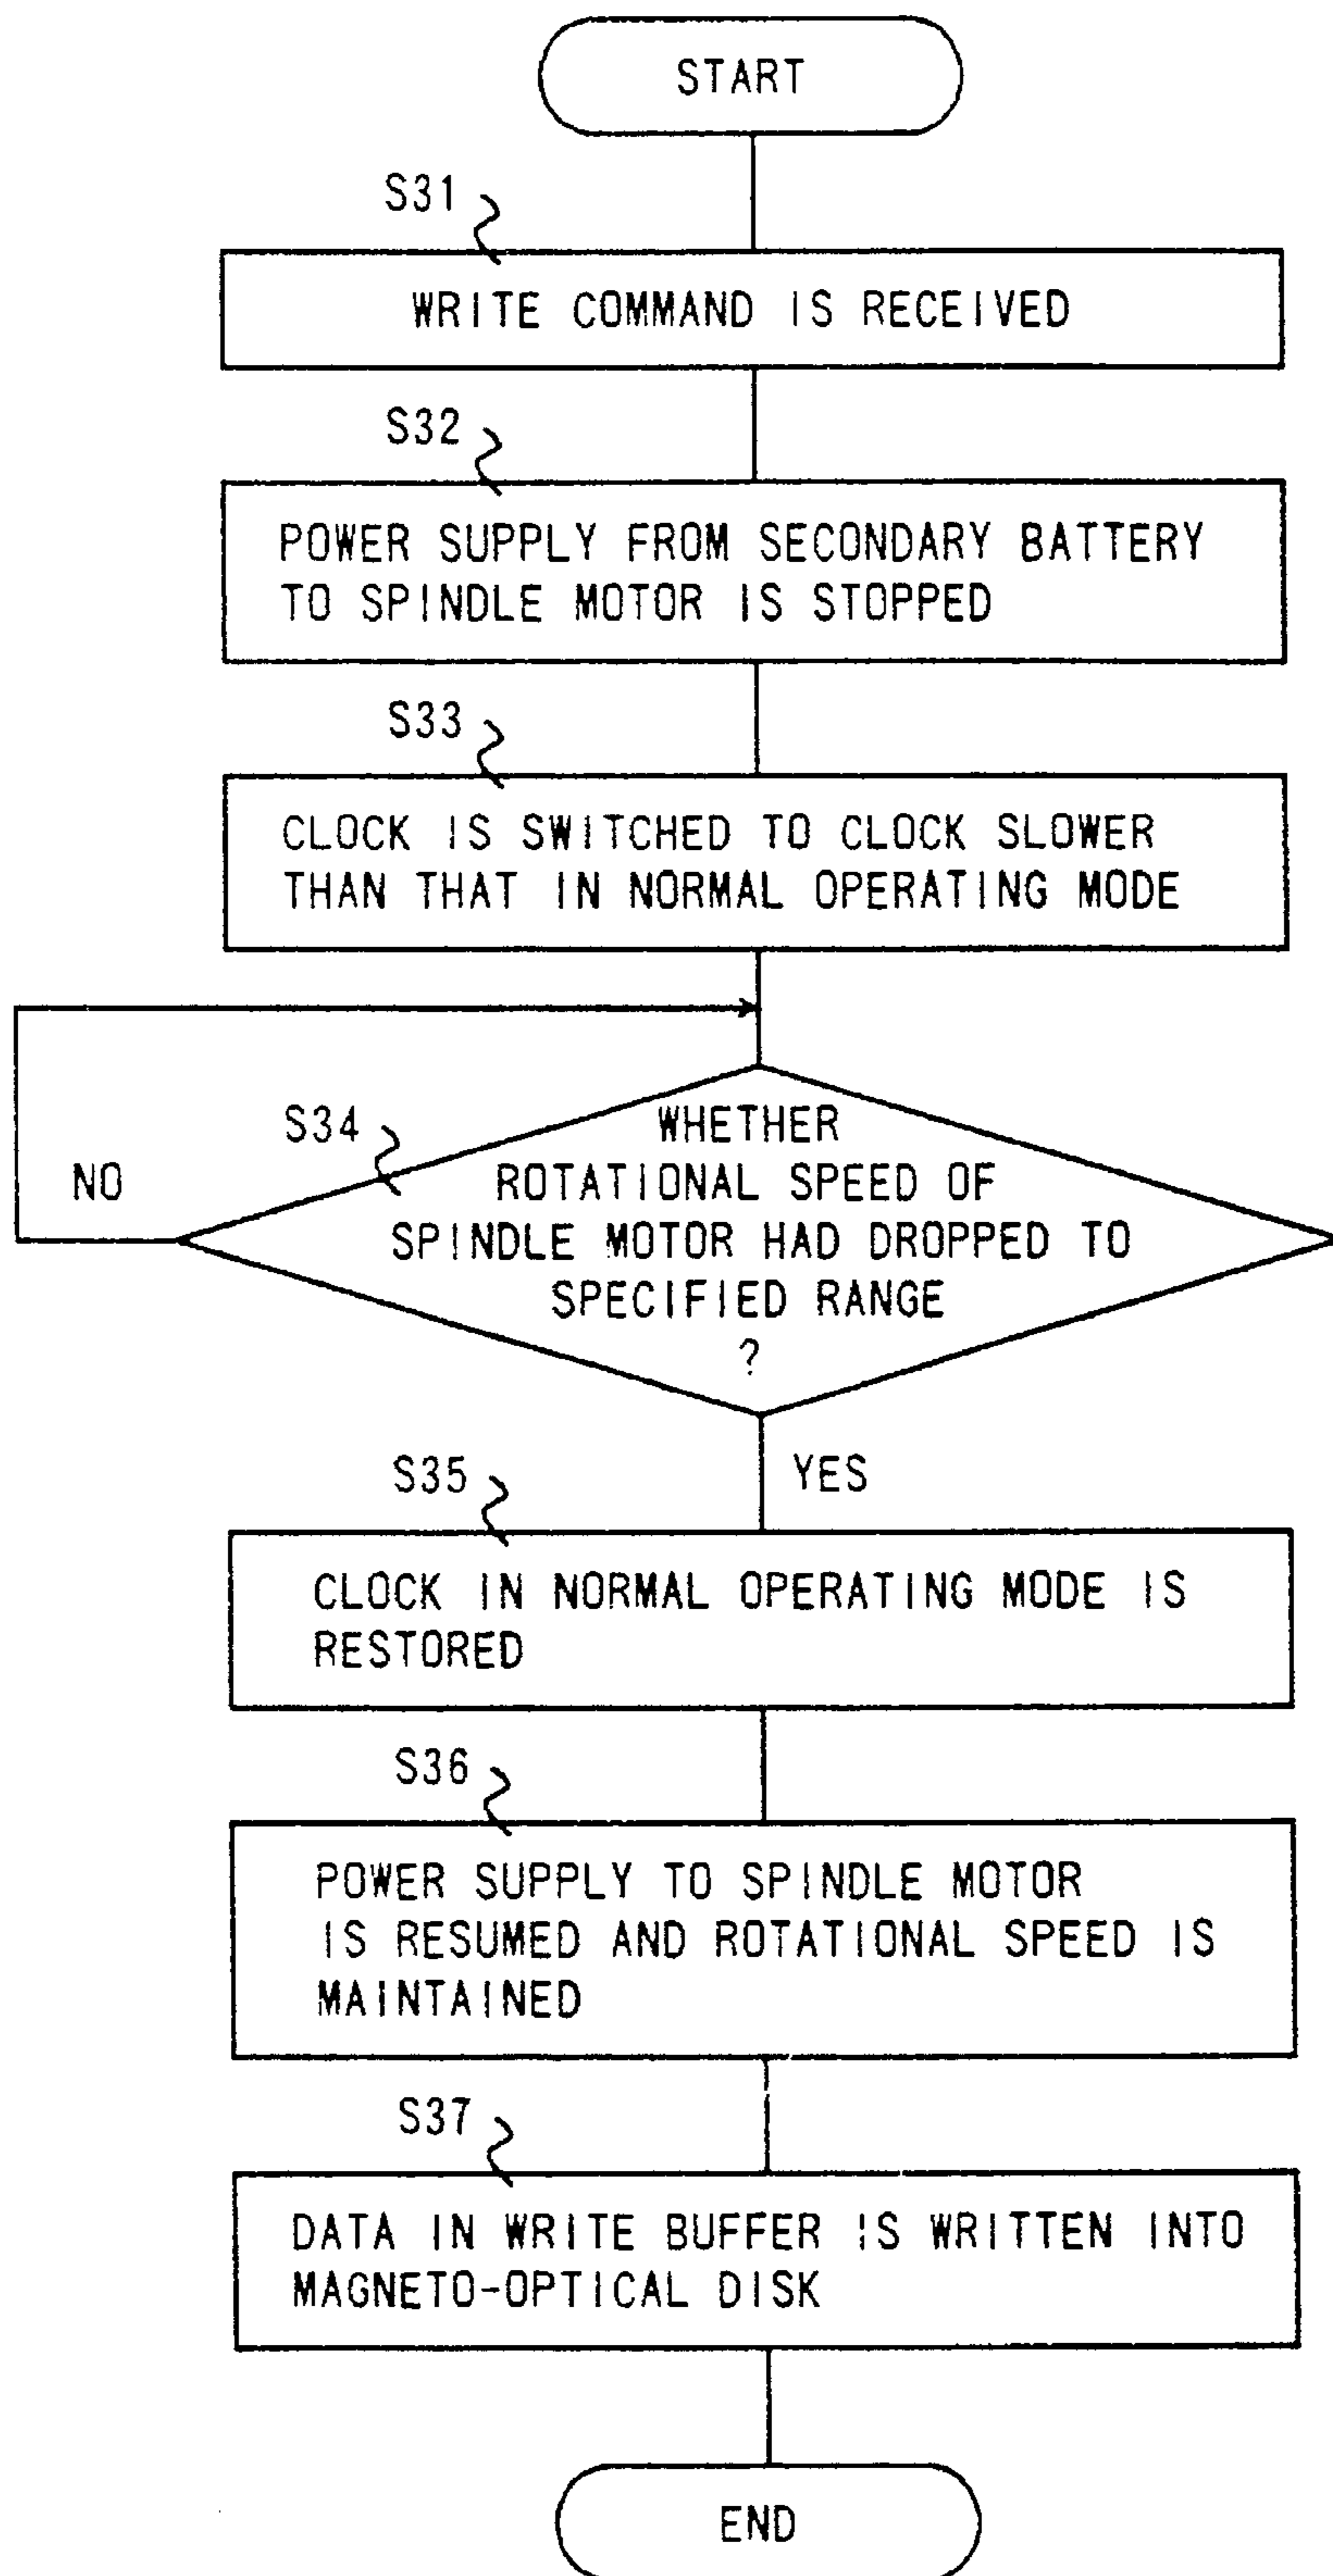 START
S31
WRITE COMMAND IS RECEIVED
S32
POWER SUPPLY FROM SECONDARY BATTERY
TO SPINDLE MOTOR IS STOPPED
S33
CLOCK IS SWITCHED TO CLOCK SLOWER
THAN THAT IN NORMAL OPERATING MODE
S34
NO
WHETHER
ROTATIONAL SPEED OF
SPINDLE MOTOR HAD DROPPED TO
SPECIFIED RANGE
?
YES
S35
CLOCK IN NORMAL OPERATING MODE IS
RESTORED
S36
POWER SUPPLY TO SPINDLE MOTOR
IS RESUMED AND ROTATIONAL SPEED IS
MAINTAINED
S37
DATA IN WRITE BUFFER IS WRITTEN INTO
MAGNETO-OPTICAL DISK
END